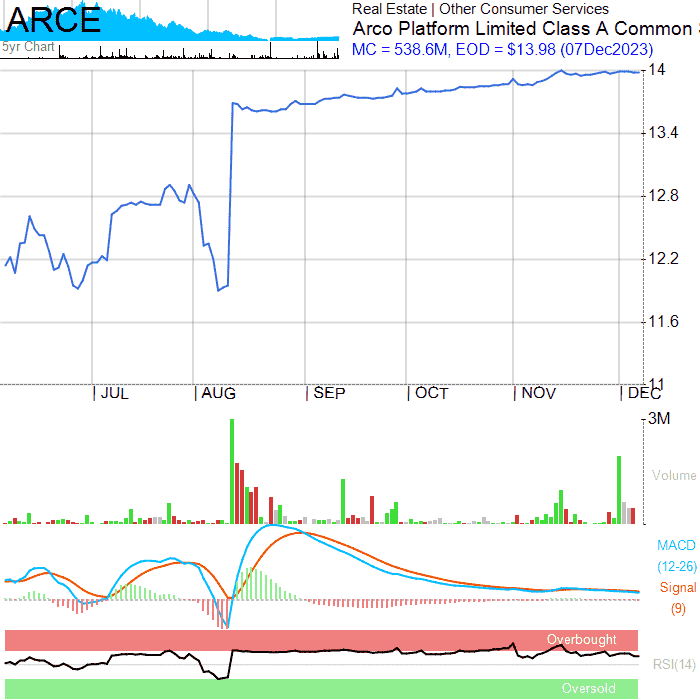 ARCE
5yr Chart
Real Estate | Other Consumer Services
Arco Platform Limited Class A Common
MC = 538.6M, EOD = $13.98 (07Dec2023)
14
13.4
12.8
12.2
11.6
11
JUL AUG SEP OCT NOV DEC
3M
Volume
MACD
(12-26)
Signal
(9)
Overbought
RSI(14)
Oversold